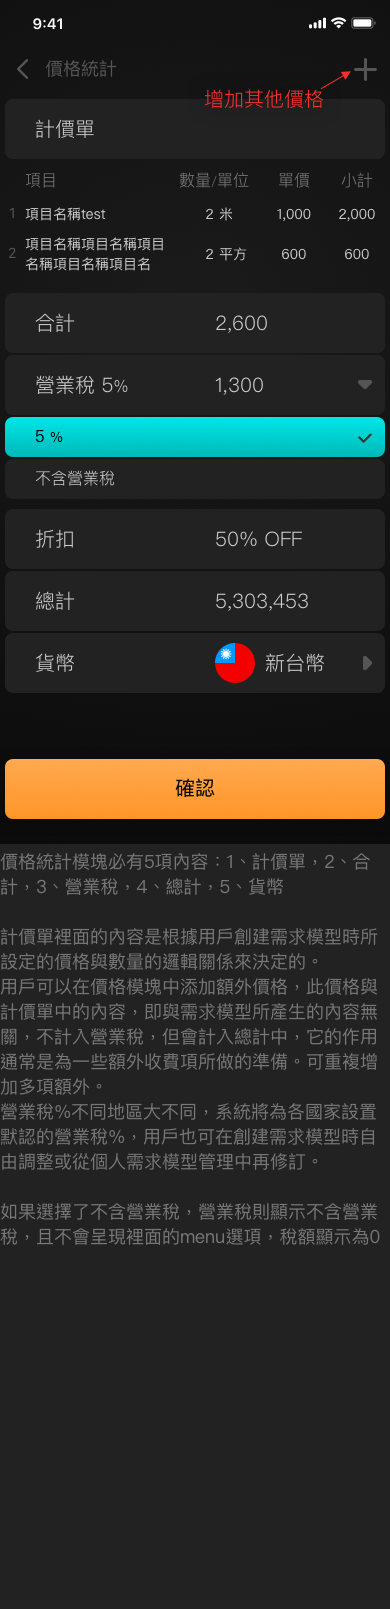 9:41
價格統計
增加其他價格
計價單
項目 數量/單位 單價 小計
1 項目名稱test 2 米 1,000 2,000
2 項目名稱項目名稱項目名稱項目名稱項目名 2 平方 600 600
合計 2,600
營業稅 5% 1,300
5 %
不含營業稅
折扣 50% OFF
總計 5,303,453
貨幣 新台幣
確認
價格統計模塊必有5項內容：1、計價單，2、合
計，3、營業稅，4、總計，5、貨幣
計價單裡面的內容是根據用戶創建需求模型時所
設定的價格與數量的邏輯關係來決定的。
用戶可以在價格模塊中添加額外價格，此價格與
計價單中的內容，即與需求模型所產生的內容無
關，不計入營業稅，但會計入總計中，它的作用
通常是為一些額外收費項所做的準備。可重複增
加多項額外。
營業稅%不同地區大不同，系統將為各國家設置
默認的營業稅%，用戶也可在創建需求模型時自
由調整或從個人需求模型管理中再修訂。
如果選擇了不含營業稅，營業稅則顯示不含營業
稅，且不會呈現裡面的menu選項，稅額顯示為0